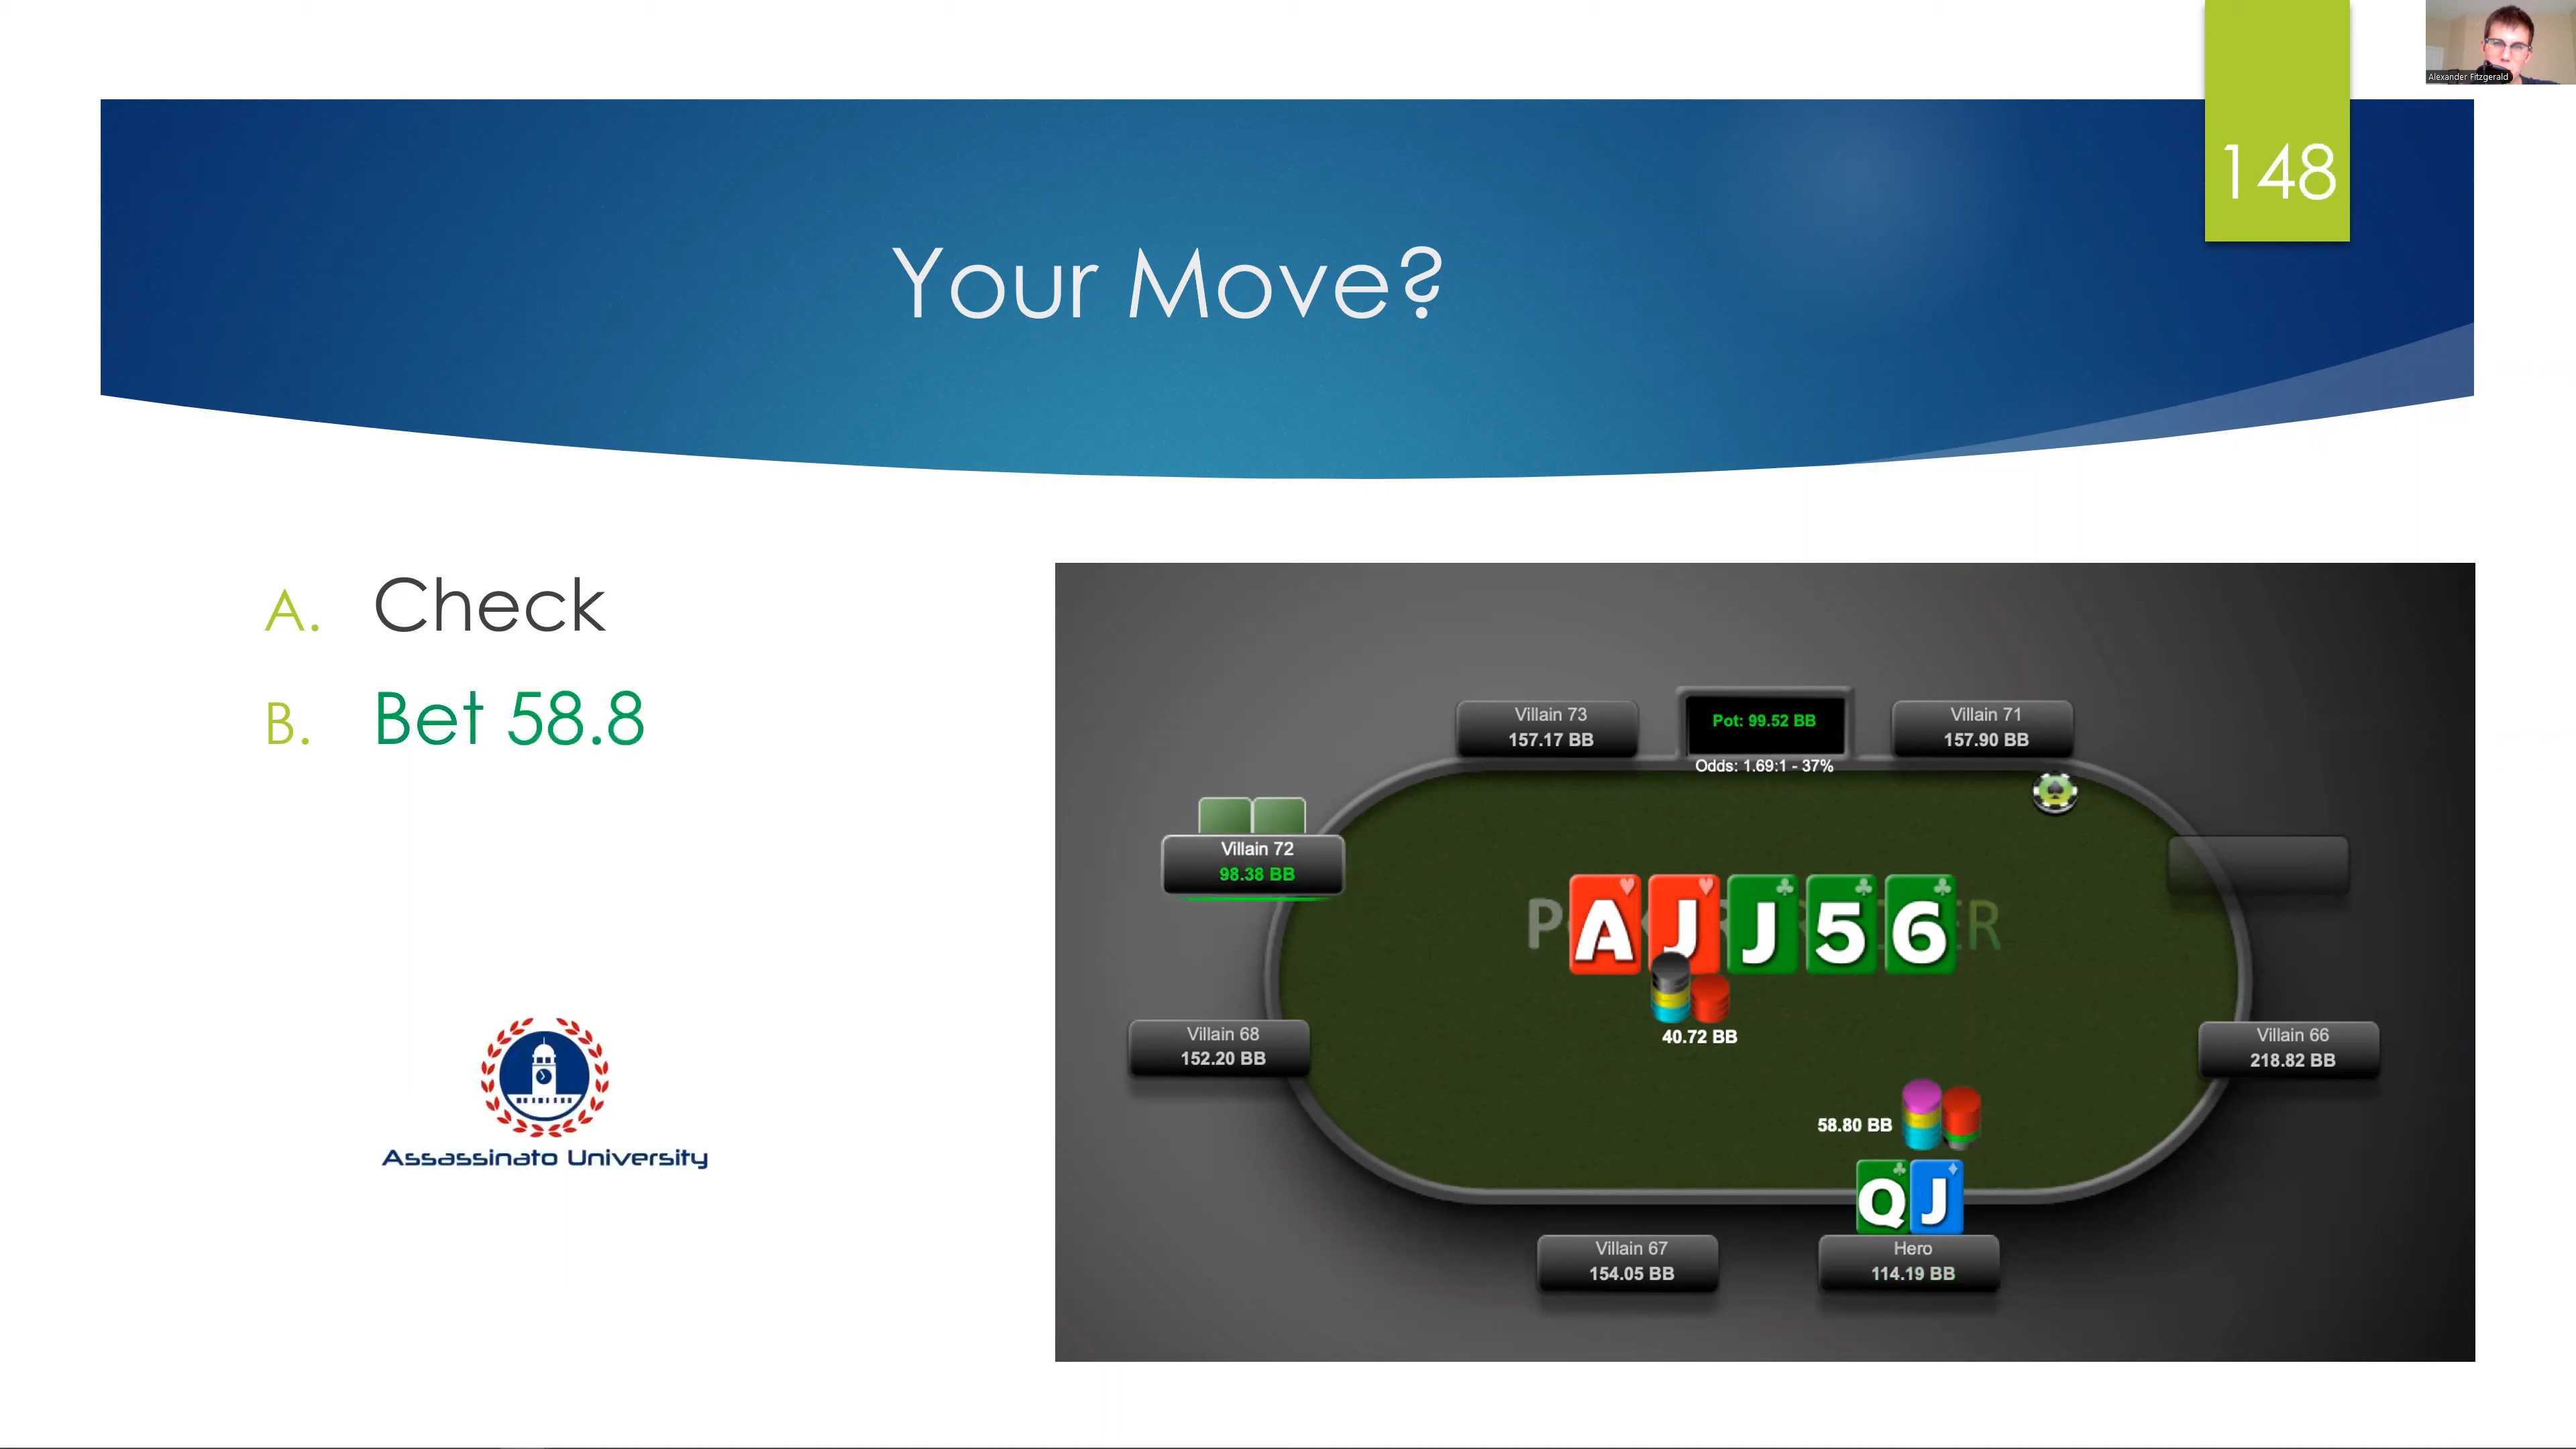 Alexander Fitzgerald
148
Your Move?
A. Check
B. Bet 58.8
Villain 73
157.17 BB
Pot: 99.52 BB
Odds: 1.69:1 - 37%
Villain 71
157.90 BB
Villain 72
98.38 BB
A J J 5 6
40.72 BB
Villain 68
152.20 BB
Villain 66
218.82 BB
58.80 BB
Q J
Villain 67
154.05 BB
Hero
114.19 BB
Assassinato University